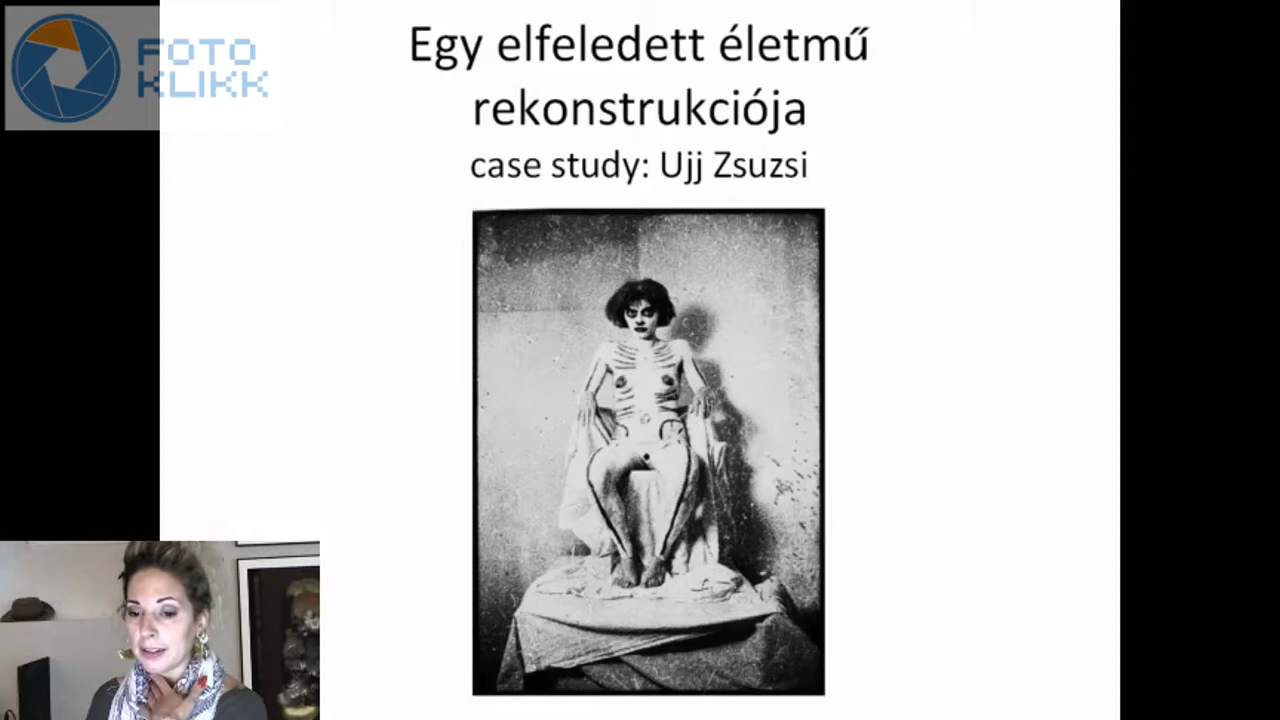 FOTO
KLIKK
Egy elfeledett életmű
rekonstrukciója
case study: Ujj Zsuzsi